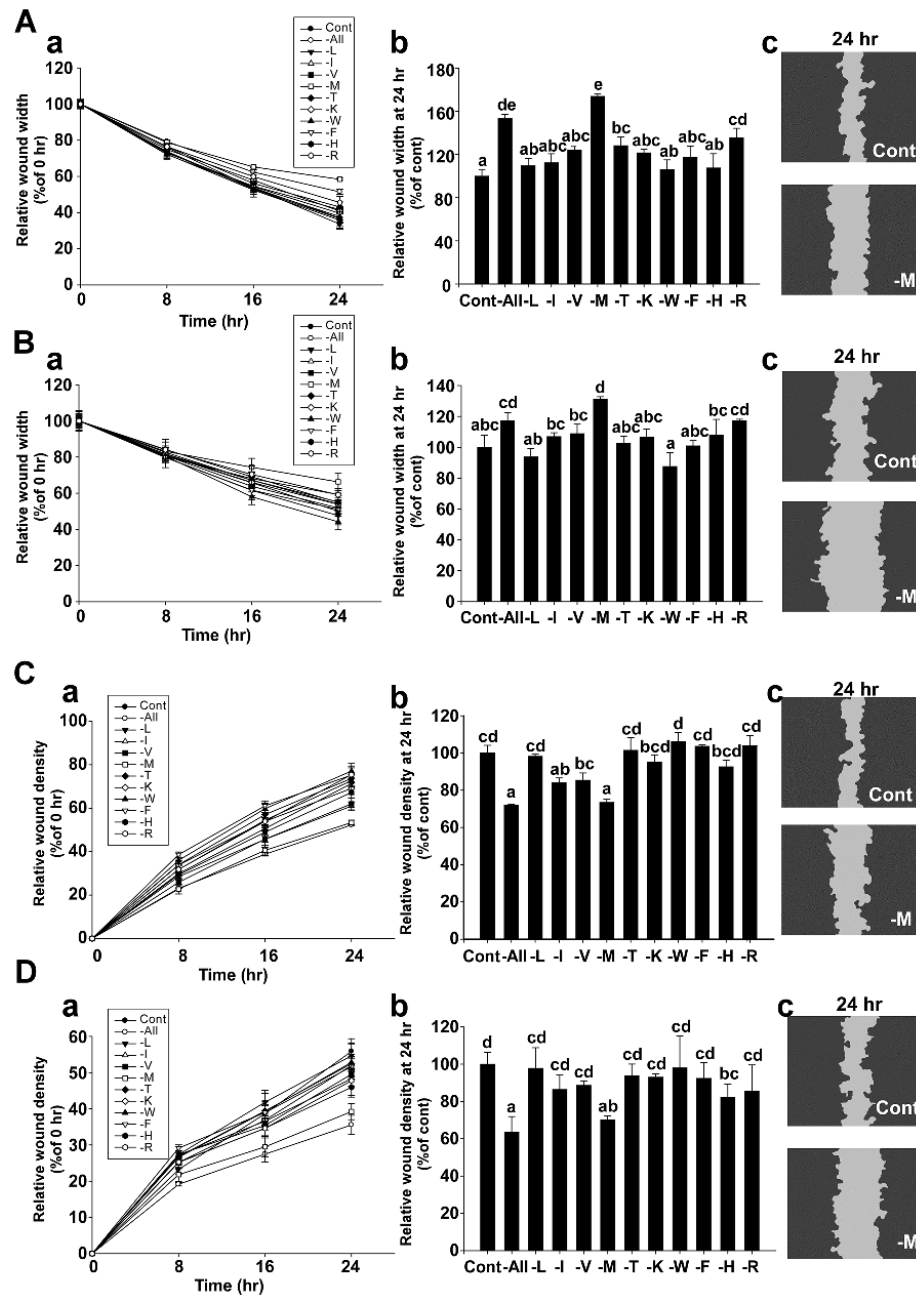 A
a
Relative wound width
(%of 0 hr)
120
100
80
60
40
20
0
0
8
16
24
Time (hr)
Cont
-All
-L
-I
-V
-M
-T
-K
-W
-F
-H
-R
b
Relative wound width at 24 hr
(% of cont)
180
160
120
80
40
0
a
de
ab
abc
abc
e
bc
abc
ab
abc
ab
cd
Cont-All-L -I -V -M -T -K -W -F -H -R
c
24 hr
Cont
-M
B
a
Relative wound width
(%of 0 hr)
120
100
80
60
40
20
0
0
8
16
24
Time (hr)
Cont
-All
-L
-I
-V
-M
-T
-K
-W
-F
-H
-R
b
Relative wound width at 24 hr
(%of cont)
140
120
100
80
60
40
20
0
abc
cd
ab
bc
bc
d
abc
abc
a
abc
bc
cd
Cont-All-L -I -V -M -T -K -W -F -H -R
c
24 hr
Cont
-M
C
a
Relative wound density
(%of 0 hr)
100
80
60
40
20
0
0
8
16
24
Time (hr)
Cont
-All
-L
-I
-V
-M
-T
-K
-W
-F
-H
-R
b
Relative wound density at 24 hr
(%of cont)
120
100
80
60
40
20
0
cd
a
cd
ab
bc
a
cd
bcd
d
cd
bcd
cd
Cont-All -L -I -V -M -T -K -W -F -H -R
c
24 hr
Cont
-M
D
a
Relative wound density
(%of 0 hr)
60
50
40
30
20
10
0
0
8
16
24
Time (hr)
Cont
-All
-L
-I
-V
-M
-T
-K
-W
-F
-H
-R
b
Relative wound density at 24 hr
(%of cont)
120
100
80
60
40
20
0
d
a
cd
cd
cd
ab
cd
cd
cd
cd
bc
cd
Cont-All -L -I -V -M -T -K -W -F -H -R
c
24 hr
Cont
-M